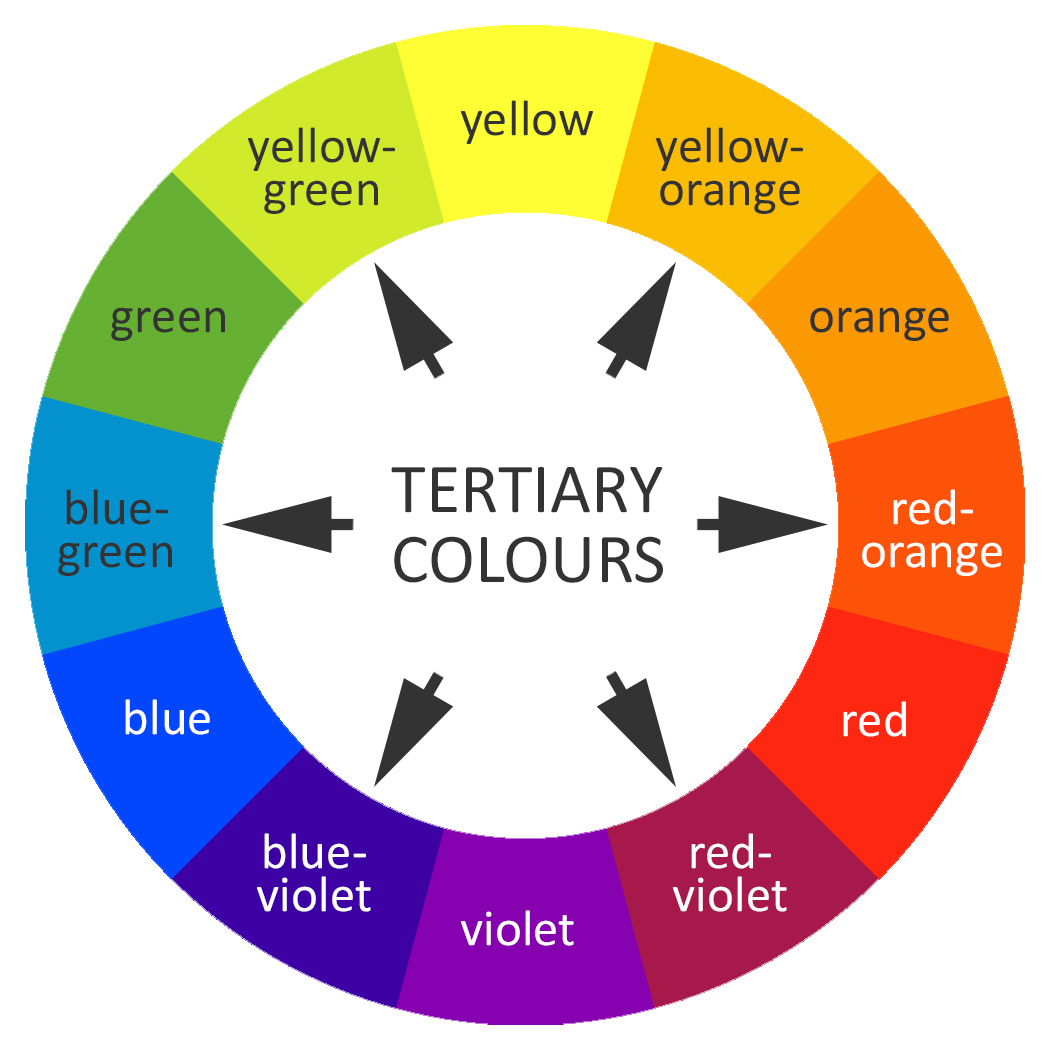 yellow
yellow-
orange
orange
red-
orange
red
red-
violet
violet
blue-
violet
blue
blue-
green
green
yellow-
green
TERTIARY
COLOURS